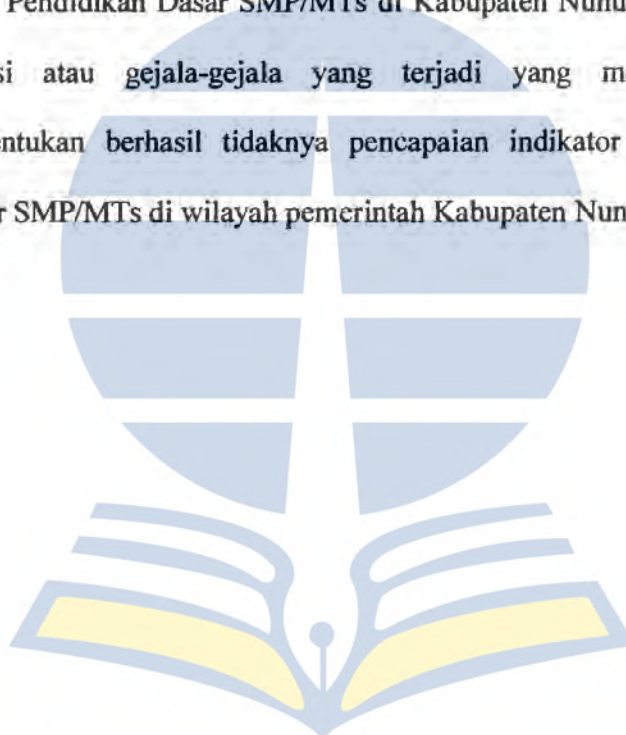 Pendidikan Dasar SMP/MTs di Kabupaten
atau gejala-gejala yang terjadi yang
berhasil tidaknya pencapaian indikator
SMP/MTs di wilayah pemerintah Kabupaten